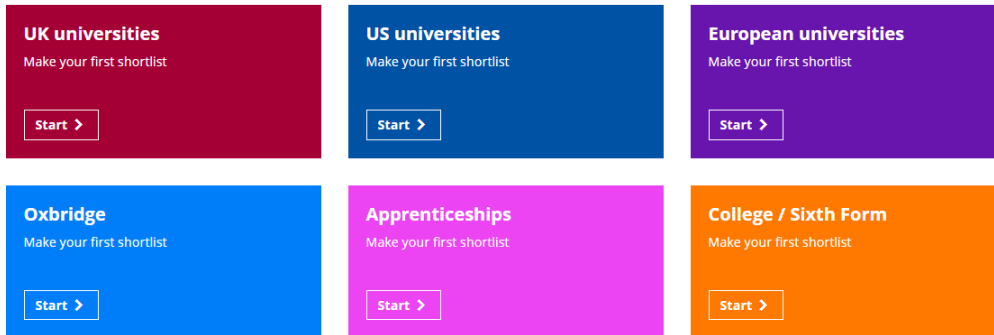 UK universities
Make your first shortlist
Start
US universities
Make your first shortlist
Start
European universities
Make your first shortlist
Start
Oxbridge
Make your first shortlist
Start
Apprenticeships
Make your first shortlist
Start
College / Sixth Form
Make your first shortlist
Start